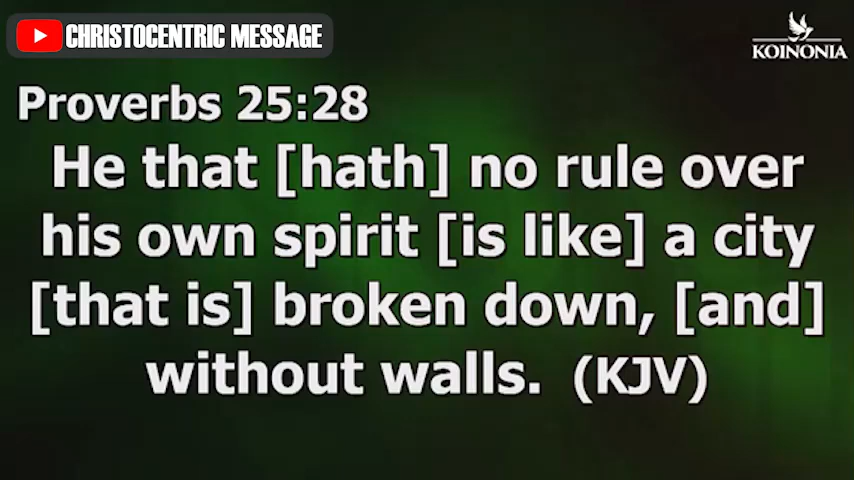 CHRISTOCENTRIC MESSAGE
KOINONIA
Proverbs 25:28
He that [hath] no rule over
his own spirit [is like] a city
[that is] broken down, [and]
without walls. (KJV)